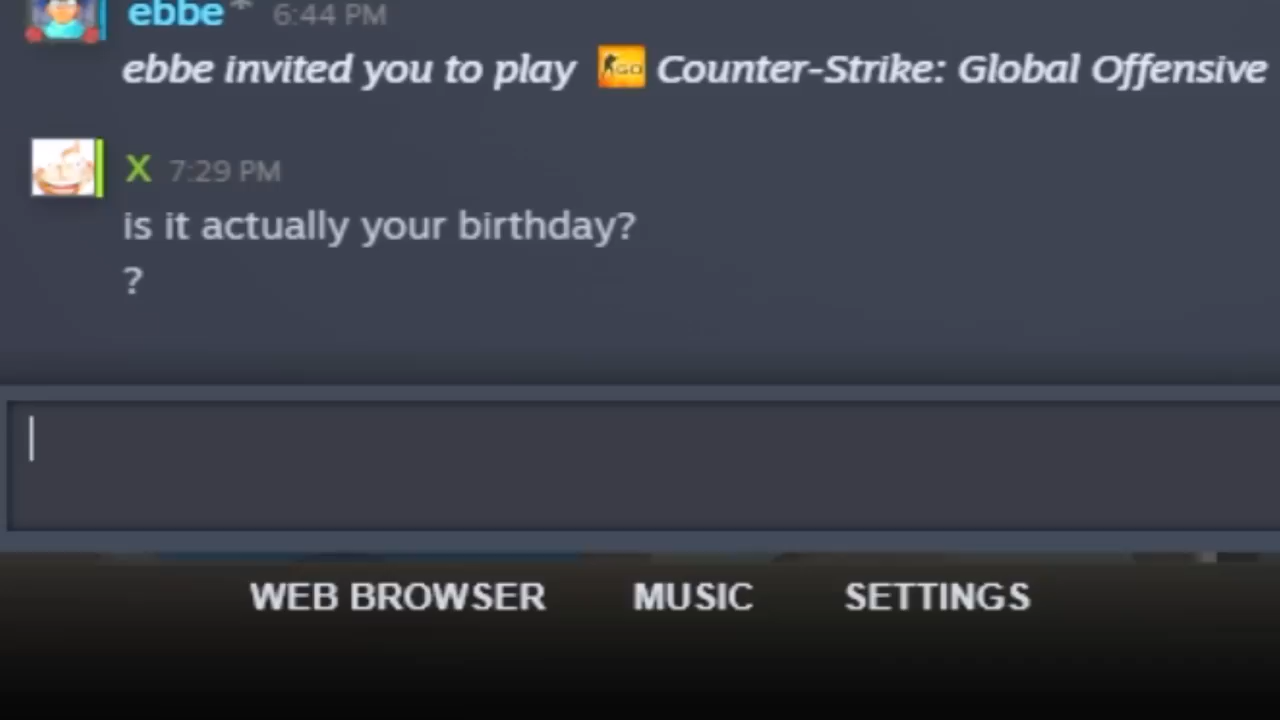 ebbe * 6:44 PM
ebbe invited you to play GO Counter-Strike: Global Offensive
X 7:29 PM
is it actually your birthday?
?
WEB BROWSER MUSIC SETTINGS